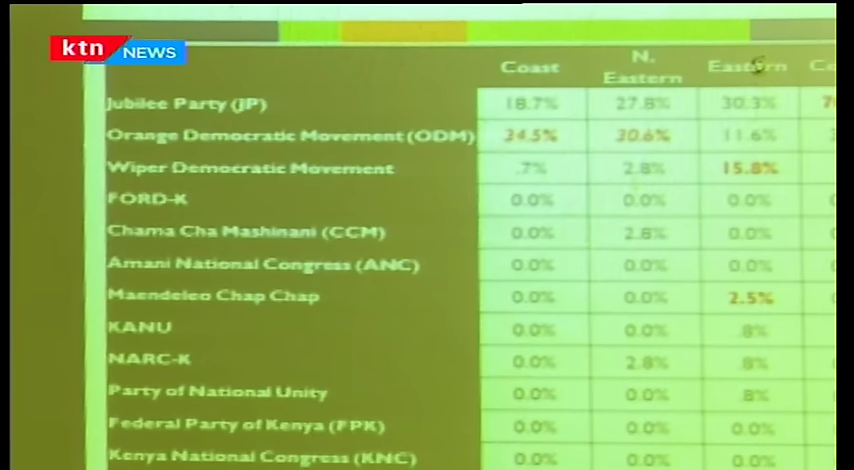 ktn NEWS
Coast N. Eastern Eastern
Jubilee Party (JP) 18.7% 27.8% 30.3%
Orange Democratic Movement (ODM) 34.5% 30.6% 11.6%
Wiper Democratic Movement .7% 2.8% 15.8%
FORD-K 0.0% 0.0% 0.0%
Chama Cha Mashinani (CCM) 0.0% 2.8% 0.0%
Amani National Congress (ANC) 0.0% 0.0% 0.0%
Maendeleo Chap Chap 0.0% 0.0% 2.5%
KANU 0.0% 0.0% .8%
NARC-K 0.0% 2.8% .8%
Party of National Unity 0.0% 0.0% .8%
Federal Party of Kenya (FPK) 0.0% 0.0% 0.0%
Kenya National Congress (KNC) 0.0% 0.0% 0.0%